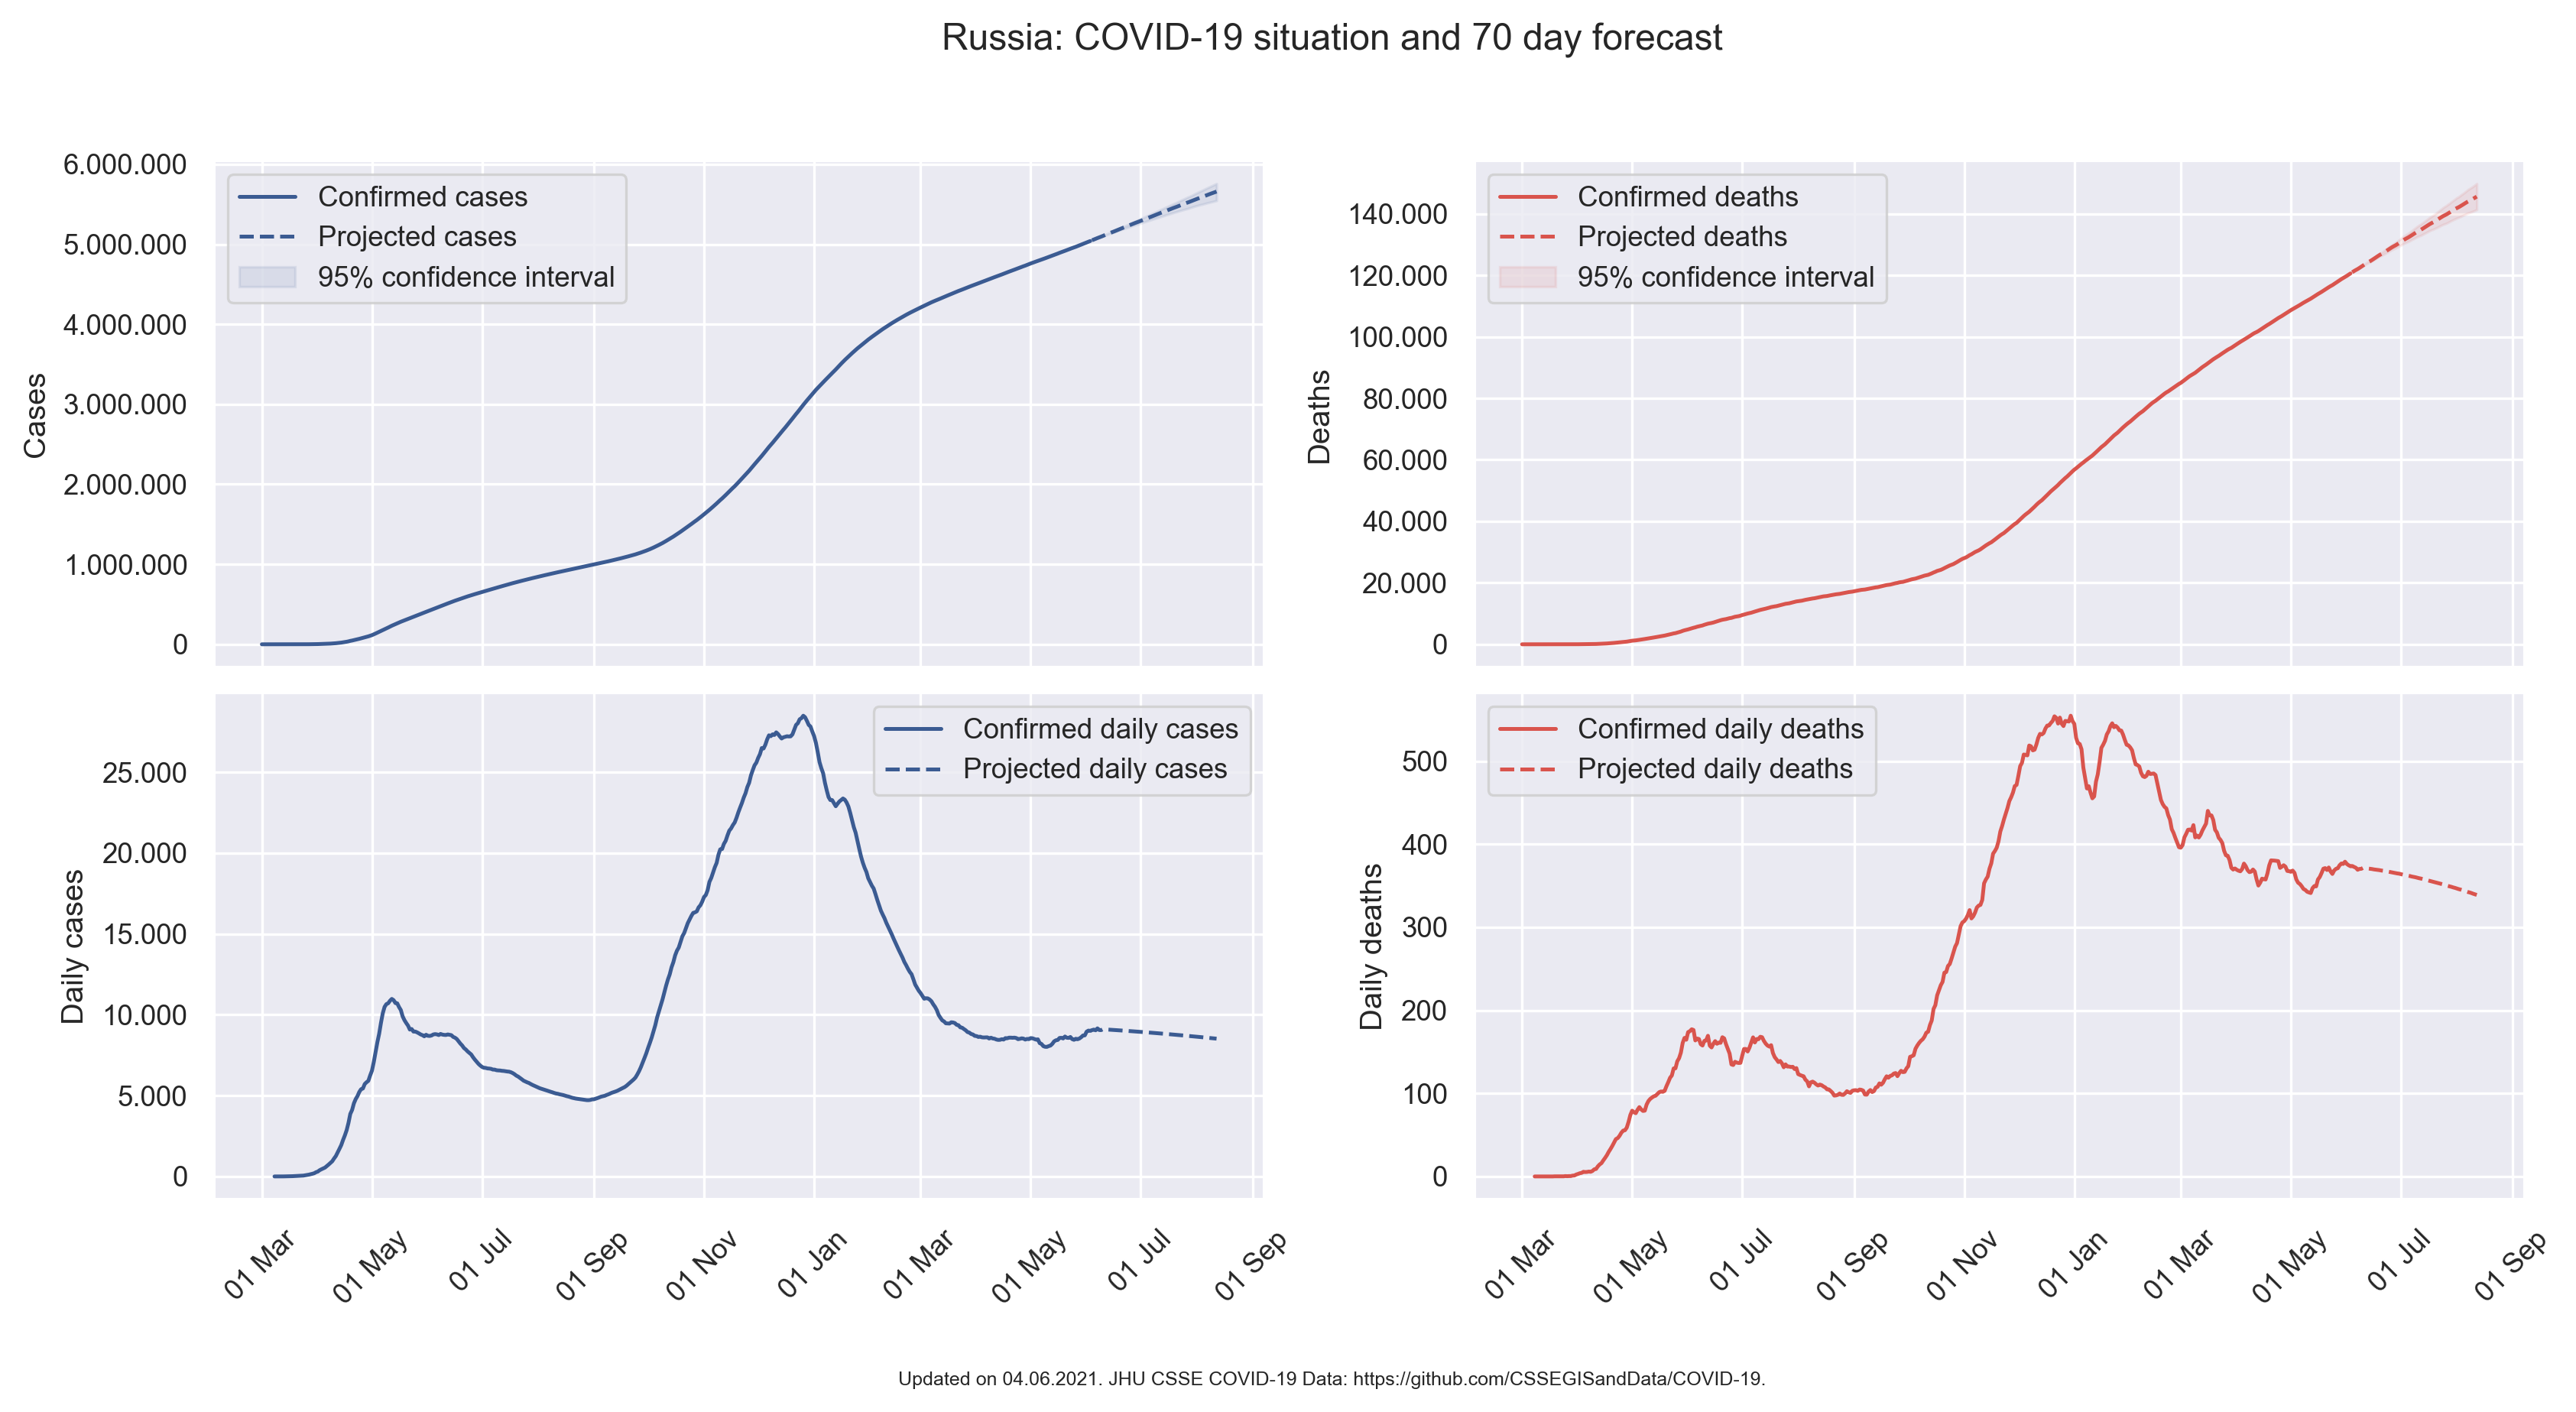 Russia: COVID-19 situation and 70 day forecast
6.000.000
5.000.000
4.000.000
3.000.000
2.000.000
1.000.000
0
Cases
Confirmed cases
Projected cases
95% confidence interval
140.000
120.000
100.000
80.000
60.000
40.000
20.000
0
Deaths
Confirmed deaths
Projected deaths
95% confidence interval
25.000
20.000
15.000
10.000
5.000
0
Daily cases
Confirmed daily cases
Projected daily cases
01 Mar
01 May
01 Jul
01 Sep
01 Nov
01 Jan
01 Mar
01 May
01 Jul
01 Sep
500
400
300
200
100
0
Daily deaths
Confirmed daily deaths
Projected daily deaths
01 Mar
01 May
01 Jul
01 Sep
01 Nov
01 Jan
01 Mar
01 May
01 Jul
01 Sep
Updated on 04.06.2021. JHU CSSE COVID-19 Data: https://github.com/CSSEGISandData/COVID-19.